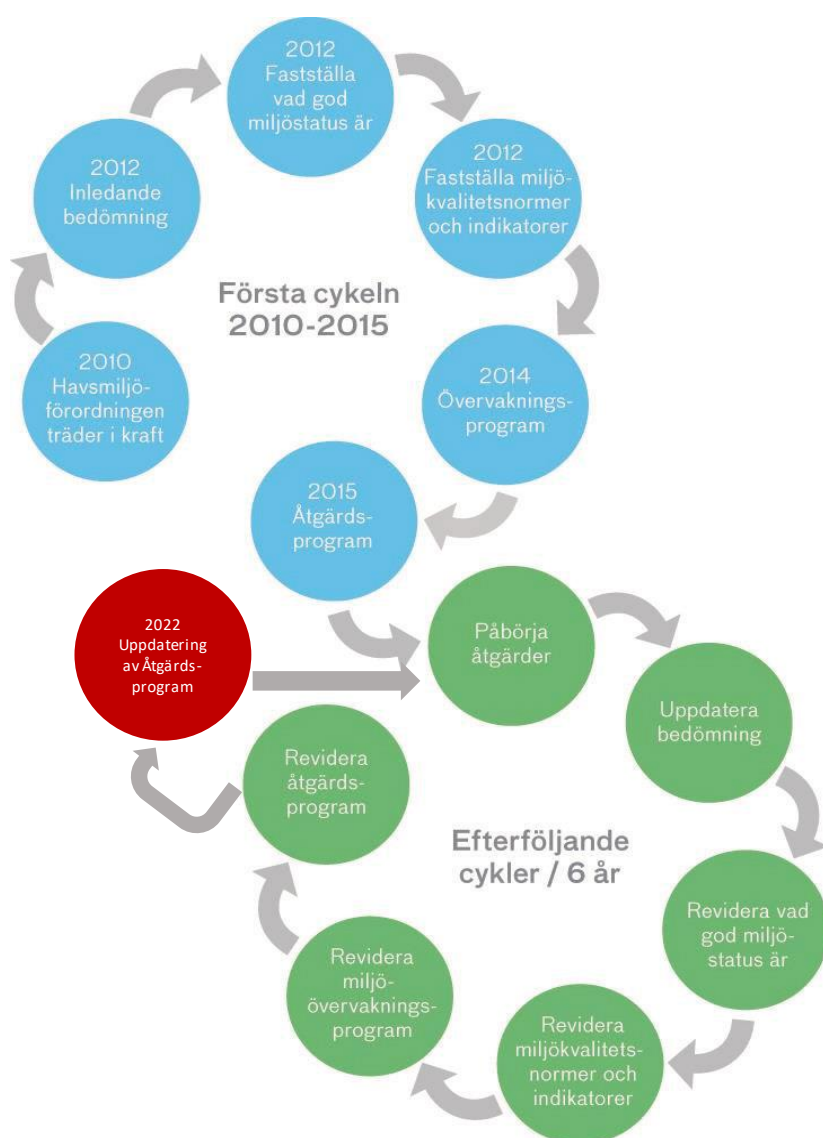 2012
Fastställa
vad god
miljöstatus är
2012
Inledande
bedömning
2012
Fastställa miljö-
kvalitetsnormer
och indikatorer
Första cykeln
2010-2015
2010
Havsmiljö-
förordningen
träder i kraft
2014
Övervaknings-
program
2015
Åtgärds-
program
2022
Uppdatering
av Åtgärds-
program
Påbörja
åtgärder
Uppdatera
bedömning
Revidera
åtgärds-
program
Efterföljande
cykler / 6 år
Revidera vad
god miljö-
status är
Revidera
miljö-
övervaknings-
program
Revidera
miljökvalitets-
normer och
indikatorer